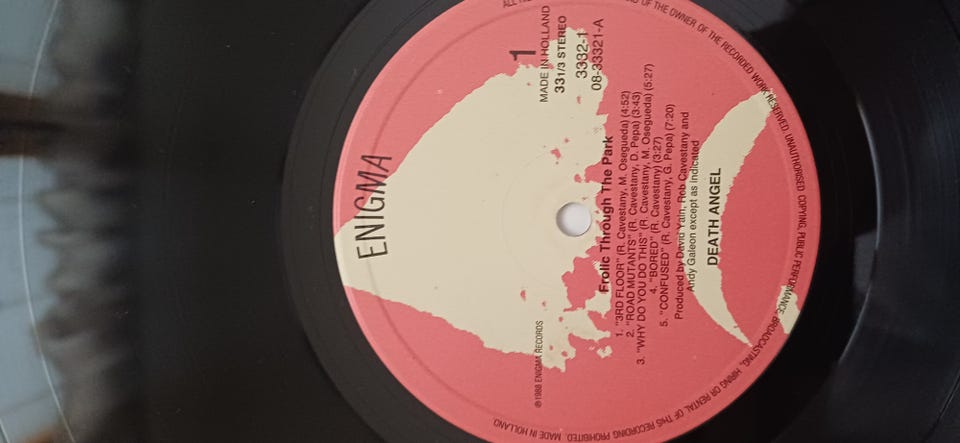 ENIGMA
1
MADE IN HOLLAND
33 1/3 STEREO
3332-1
08-33321-A
℗1988 ENIGMA RECORDS
Frolic Through The Park
1. "3RD FLOOR" (R. Cavestany, M. Osegueda) (4:52)
2. "ROAD MUTANTS" (R. Cavestany, D. Pepa) (3:43)
3. "WHY DO YOU DO THIS" (R. Cavestany, M. Osegueda) (5:27)
4. "BORED" (R. Cavestany) (3:27)
5. "CONFUSED" (R. Cavestany, G. Pepa) (7:20)
Produced by David Yain, Rob Cavestany and
Andy Galeon except as indicated
DEATH ANGEL
OF THE OWNER OF THE RECORDED WORK RESERVED. UNAUTHORISED COPYING, PUBLIC PERFORMANCE, BROADCASTING, HIRING OR RENTAL OF THIS RECORDING PROHIBITED. MADE IN HOLLAND